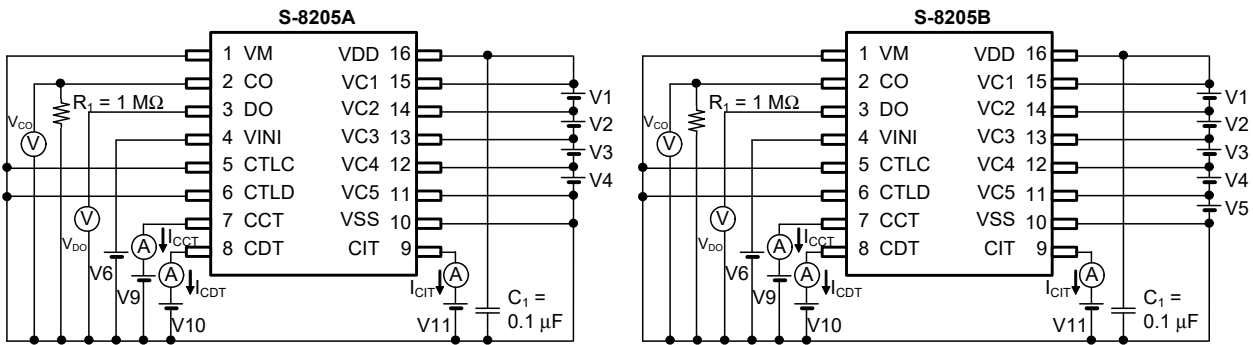 S-8205A
1 VM VDD 16
2 CO VC1 15
R1 = 1 MΩ
3 DO VC2 14
4 VINI VC3 13
5 CTLC VC4 12
6 CTLD VC5 11
7 CCT VSS 10
8 CDT CIT 9
VCO
V
V
VDO
A
ICCT
A
ICDT
V6
V9
V10
A
ICIT
V11
C1 =
0.1 µF
V1
V2
V3
V4
S-8205B
1 VM VDD 16
2 CO VC1 15
R1 = 1 MΩ
3 DO VC2 14
4 VINI VC3 13
5 CTLC VC4 12
6 CTLD VC5 11
7 CCT VSS 10
8 CDT CIT 9
VCO
V
V
VDO
A
ICCT
A
ICDT
V6
V9
V10
A
ICIT
V11
C1 =
0.1 µF
V1
V2
V3
V4
V5